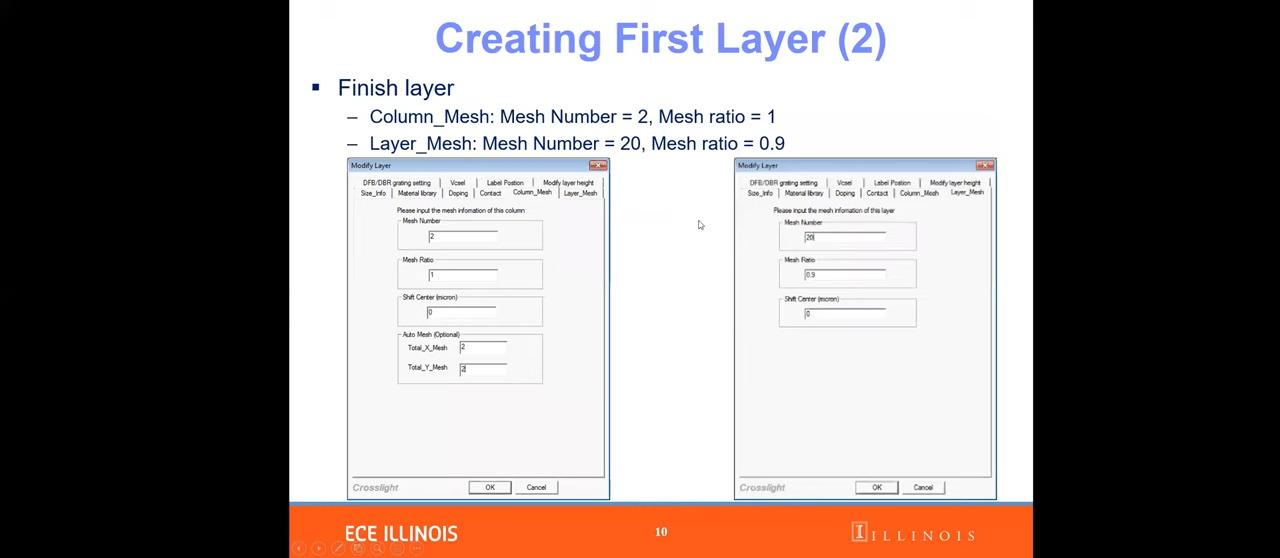 Creating First Layer (2)
▪ Finish layer
– Column_Mesh: Mesh Number = 2, Mesh ratio = 1
– Layer_Mesh: Mesh Number = 20, Mesh ratio = 0.9
Modify Layer
DFB/DBR grating setting Vcsel Label Postion Modify layer height
Size_Info Material library Doping Contact Column_Mesh Layer_Mesh
Please input the mesh infomation of this column
Mesh Number
2
Mesh Ratio
1
Shift Center (micron)
0
Auto Mesh (Optional)
Total_X_Mesh 2
Total_Y_Mesh 2
Crosslight OK Cancel
Modify Layer
DFB/DBR grating setting Vcsel Label Postion Modify layer height
Size_Info Material library Doping Contact Column_Mesh Layer_Mesh
Please input the mesh infomation of this layer
Mesh Number
20
Mesh Ratio
0.9
Shift Center (micron)
0
Crosslight OK Cancel
ECE ILLINOIS
10
I ILLINOIS